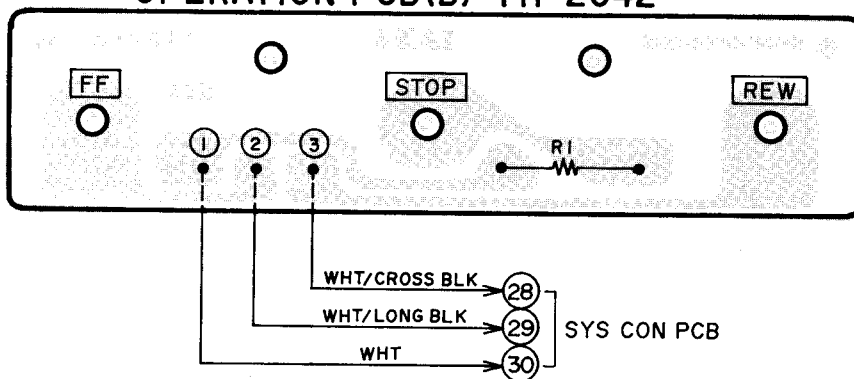 FF
STOP
REW
1 2 3
R1
WHT/CROSS BLK 28
WHT/LONG BLK 29
SYS CON PCB
WHT 30